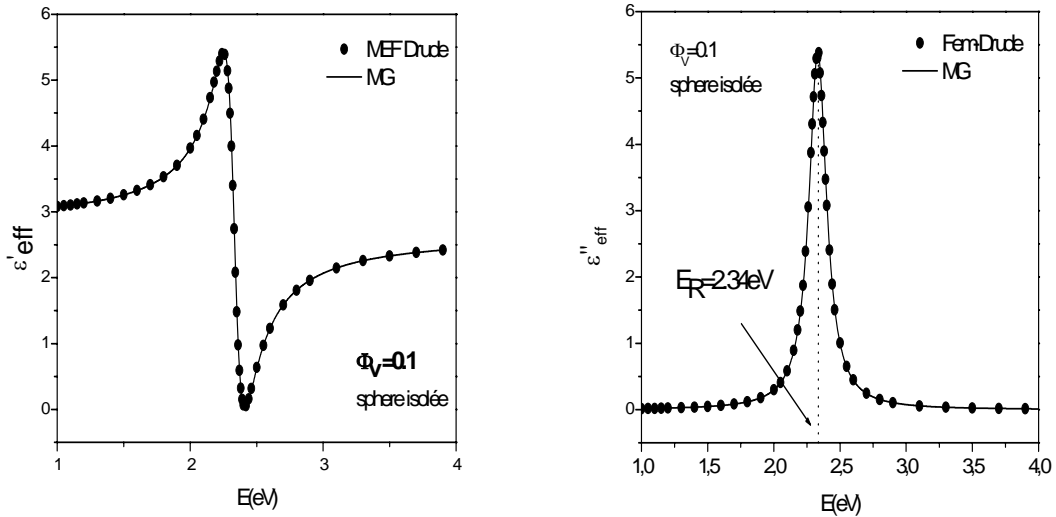 6
5
4
3
2
1
0
ε'eff
MEF Drude
MG
ΦV=0.1
sphere isolée
1
2
3
4
E(eV)
6
5
4
3
2
1
0
ε''eff
ΦV=0.1
sphere isolée
Fem-Drude
MG
ER=2.34eV
1,0
1,5
2,0
2,5
3,0
3,5
4,0
E(eV)